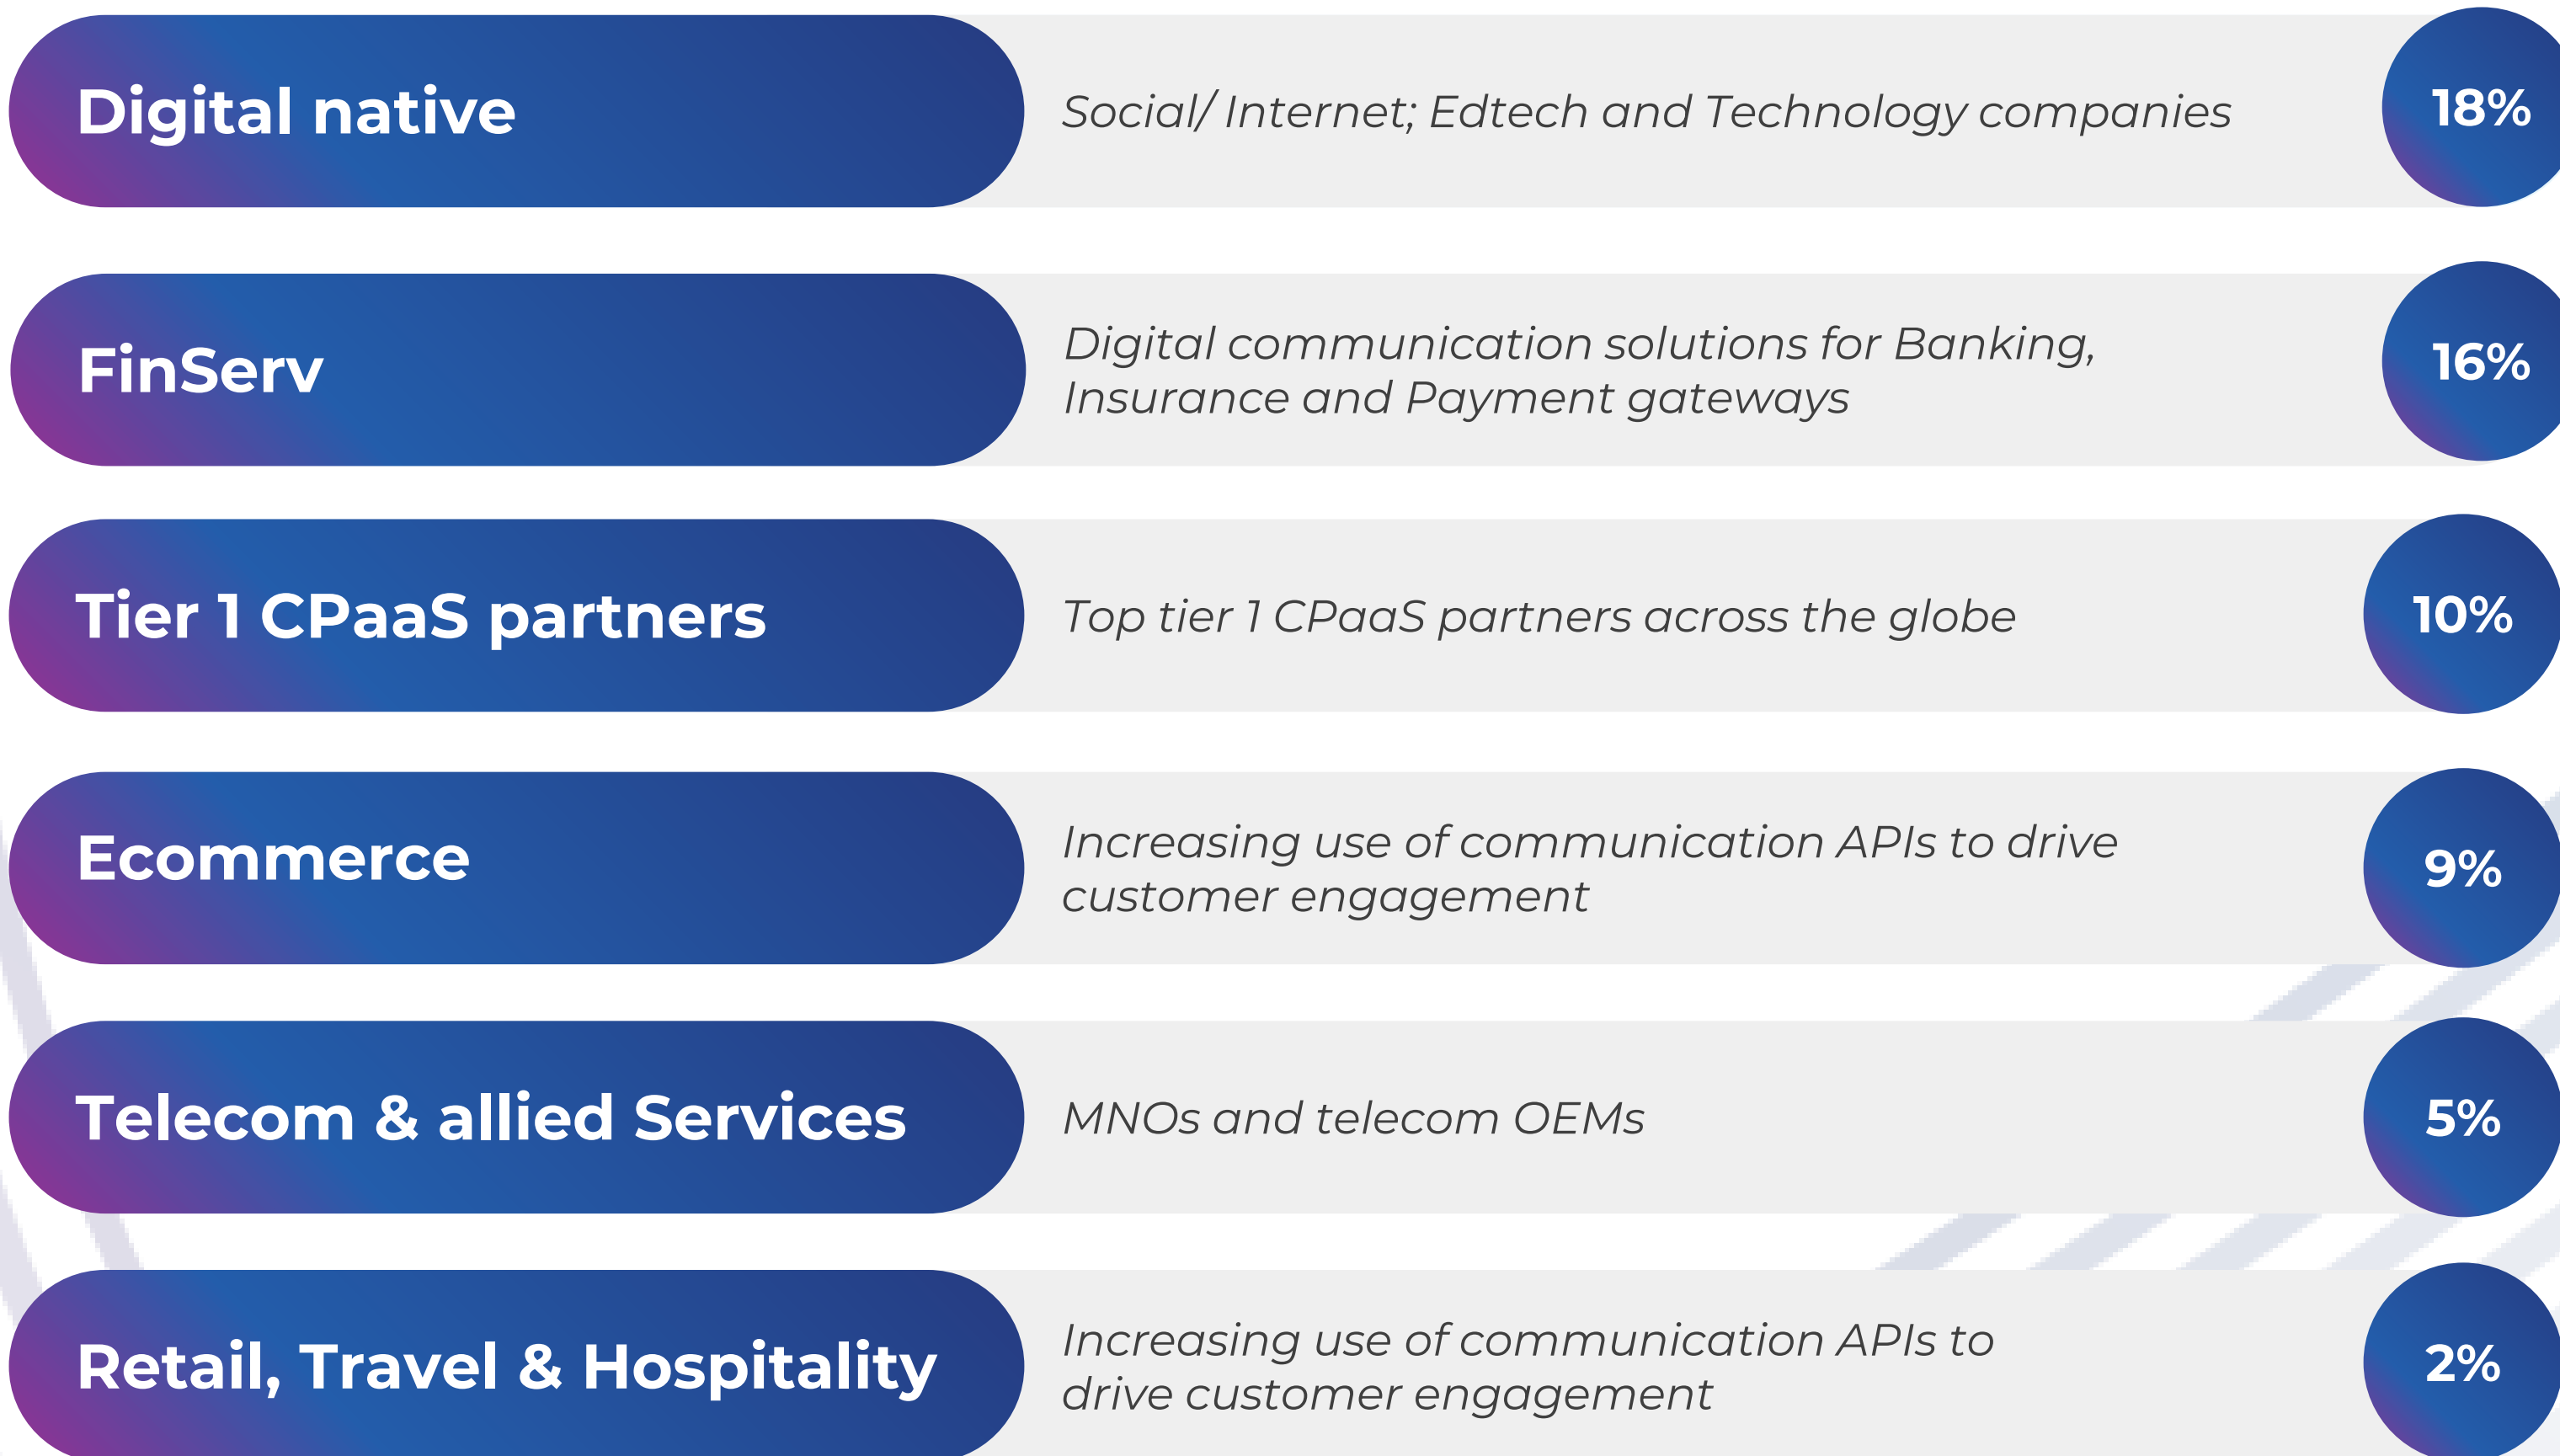 Digital native
Social/ Internet; Edtech and Technology companies
18%
FinServ
Digital communication solutions for Banking,
Insurance and Payment gateways
16%
Tier 1 CPaaS partners
Top tier 1 CPaaS partners across the globe
10%
Ecommerce
Increasing use of communication APIs to drive
customer engagement
9%
Telecom & allied Services
MNOs and telecom OEMs
5%
Retail, Travel & Hospitality
Increasing use of communication APIs to
drive customer engagement
2%